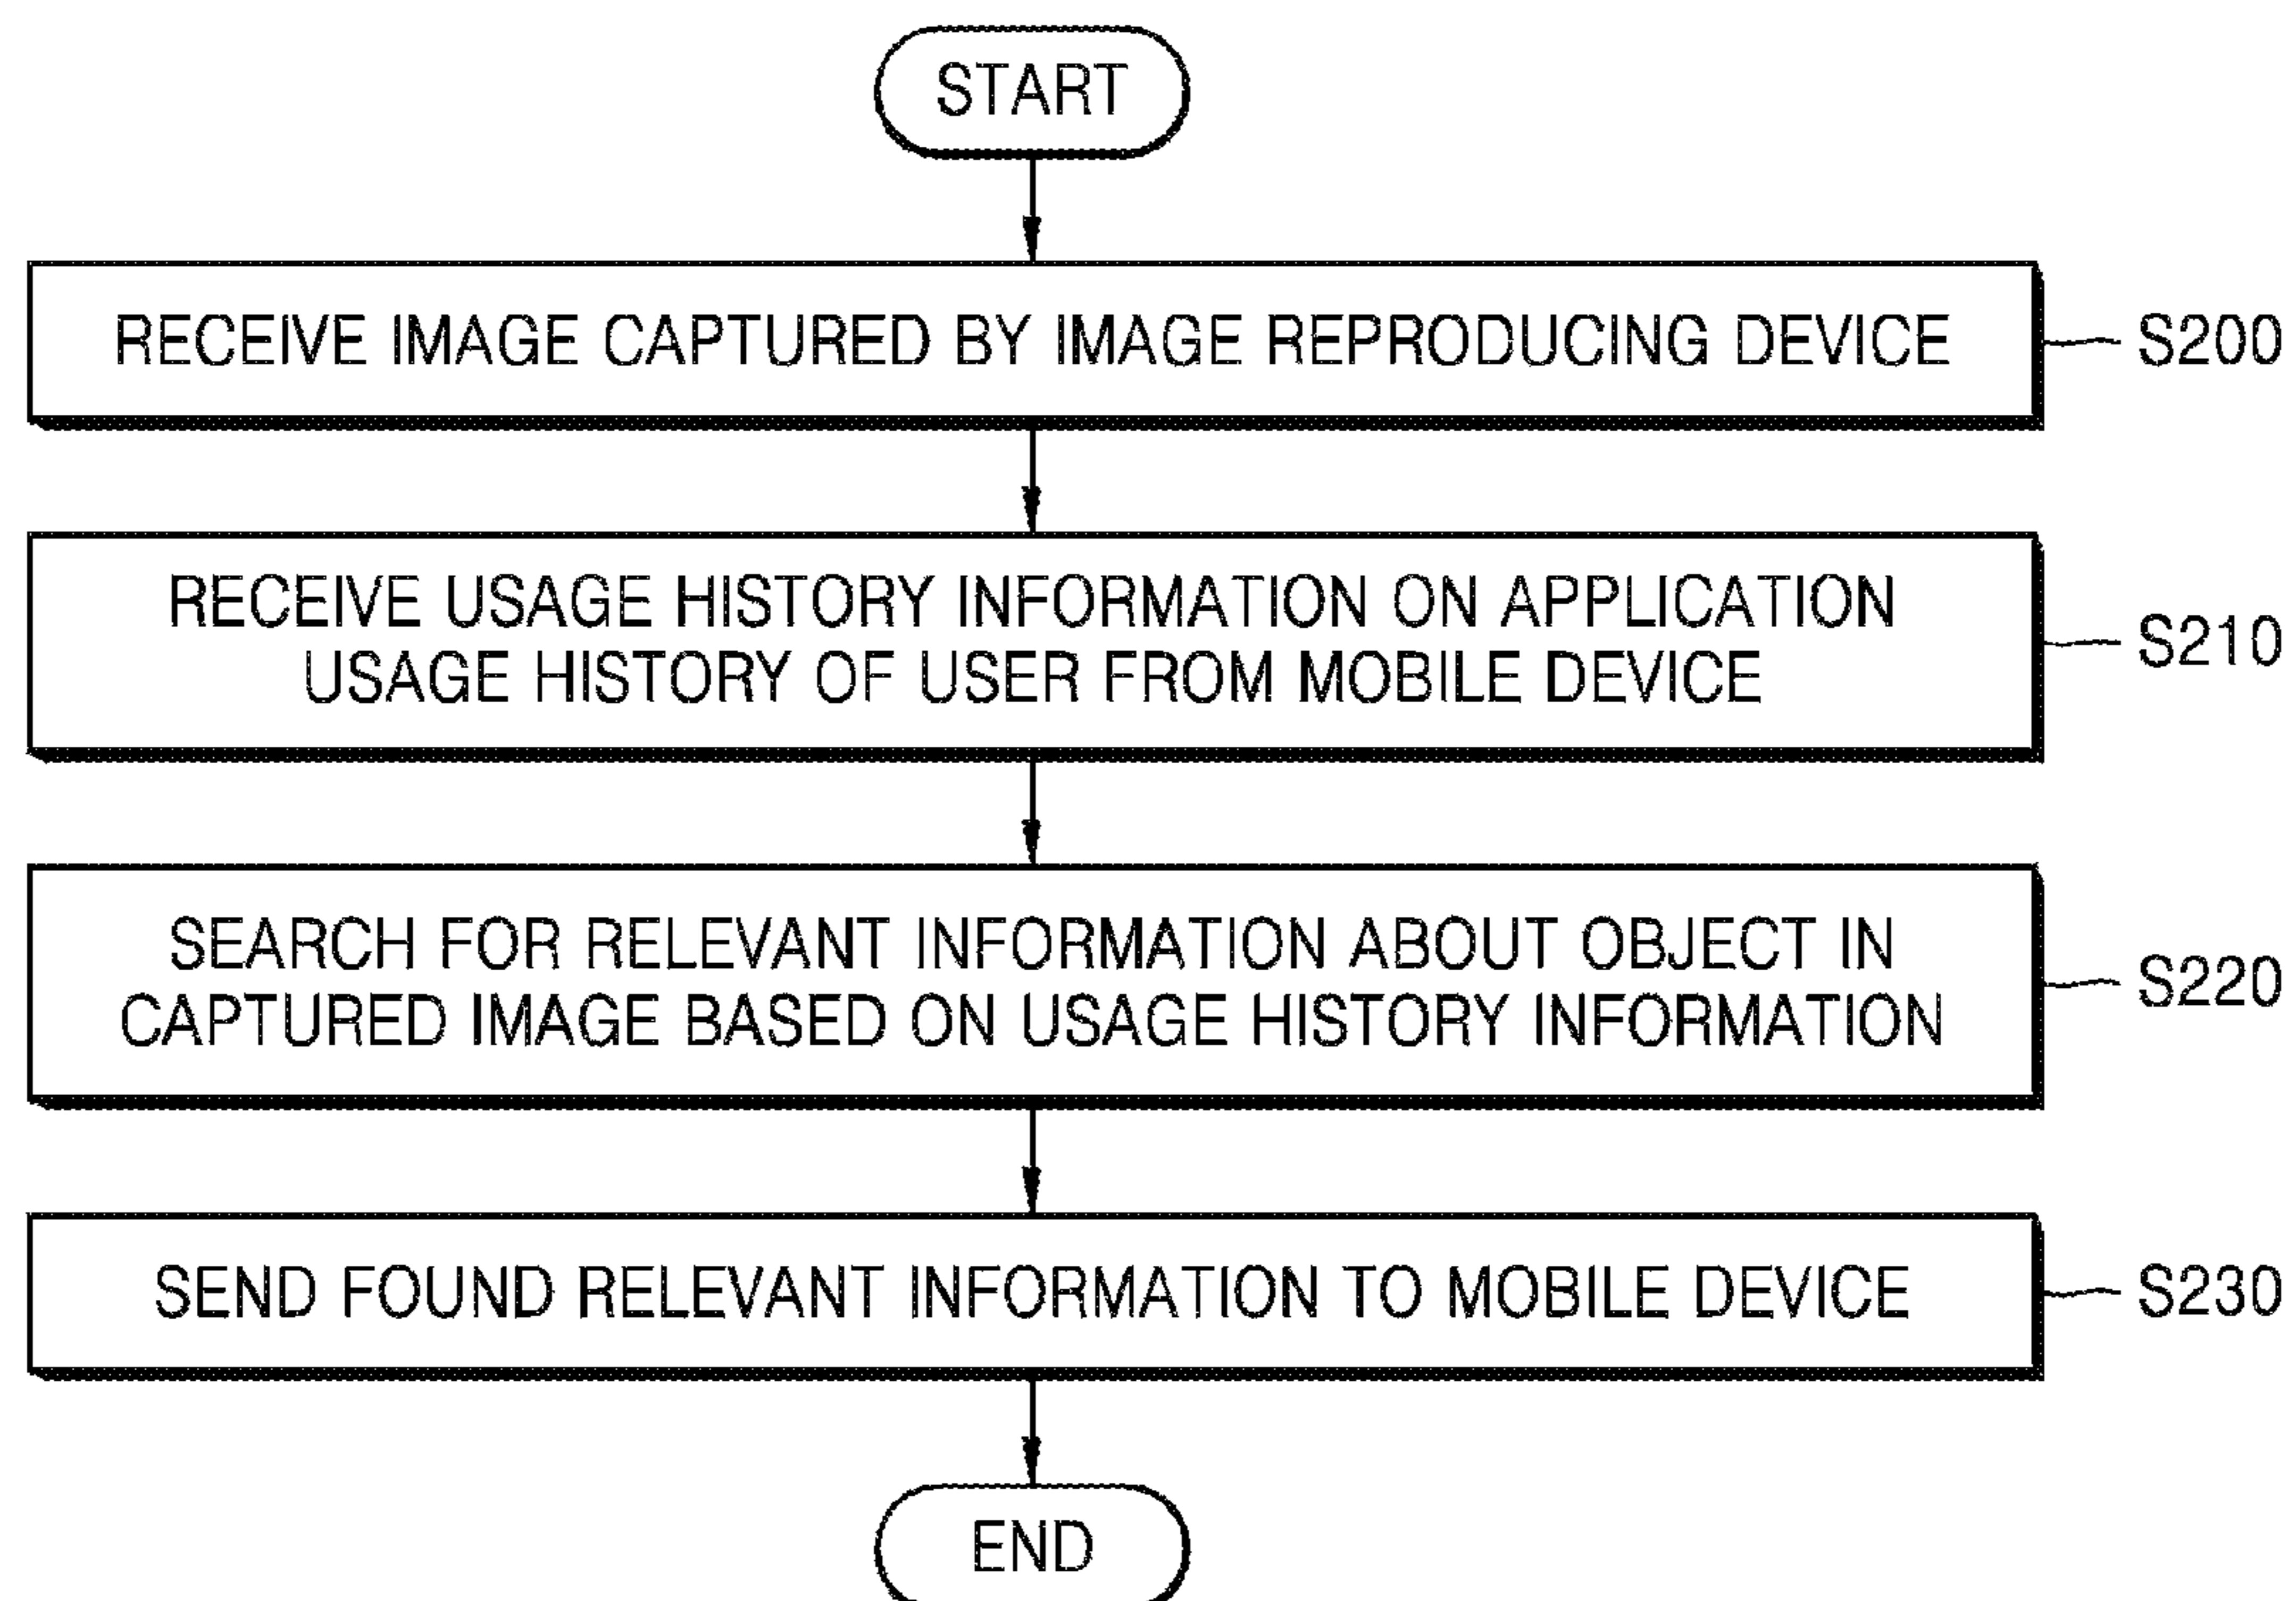 START
RECEIVE IMAGE CAPTURED BY IMAGE REPRODUCING DEVICE
S200
RECEIVE USAGE HISTORY INFORMATION ON APPLICATION
USAGE HISTORY OF USER FROM MOBILE DEVICE
S210
SEARCH FOR RELEVANT INFORMATION ABOUT OBJECT IN
CAPTURED IMAGE BASED ON USAGE HISTORY INFORMATION
S220
SEND FOUND RELEVANT INFORMATION TO MOBILE DEVICE
S230
END